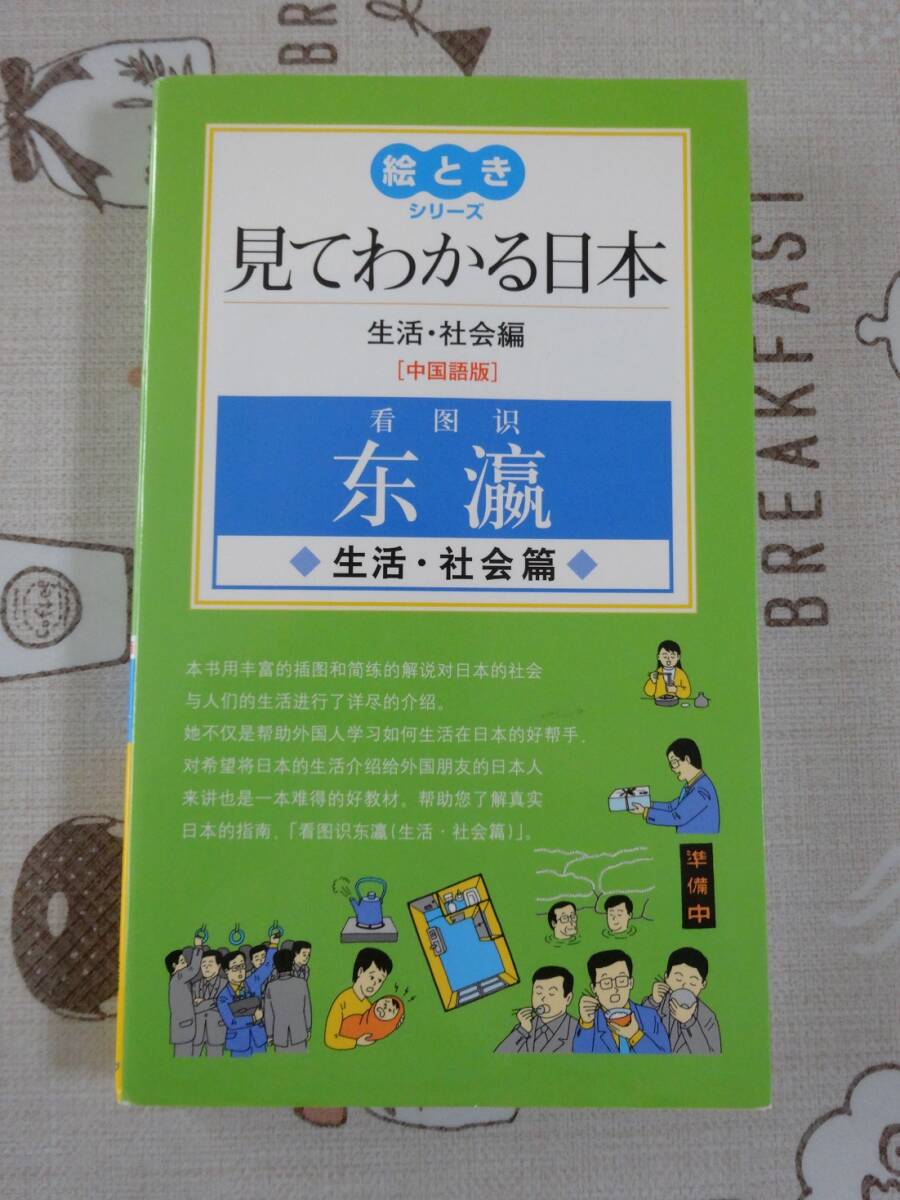 絵とき
シリーズ
見てわかる日本
生活・社会編
[中国語版]
看图识
东瀛
生活・社会篇
本书用丰富的插图和简练的解说对日本的社会
与人们的生活进行了详尽的介绍。
她不仅是帮助外国人学习如何生活在日本的好帮手,
对希望将日本的生活介绍给外国朋友的日本人
来讲也是一本难得的好教材。帮助您了解真实
日本的指南,「看图识东瀛(生活・社会篇)」。
準備中
BREAKFAST
BR